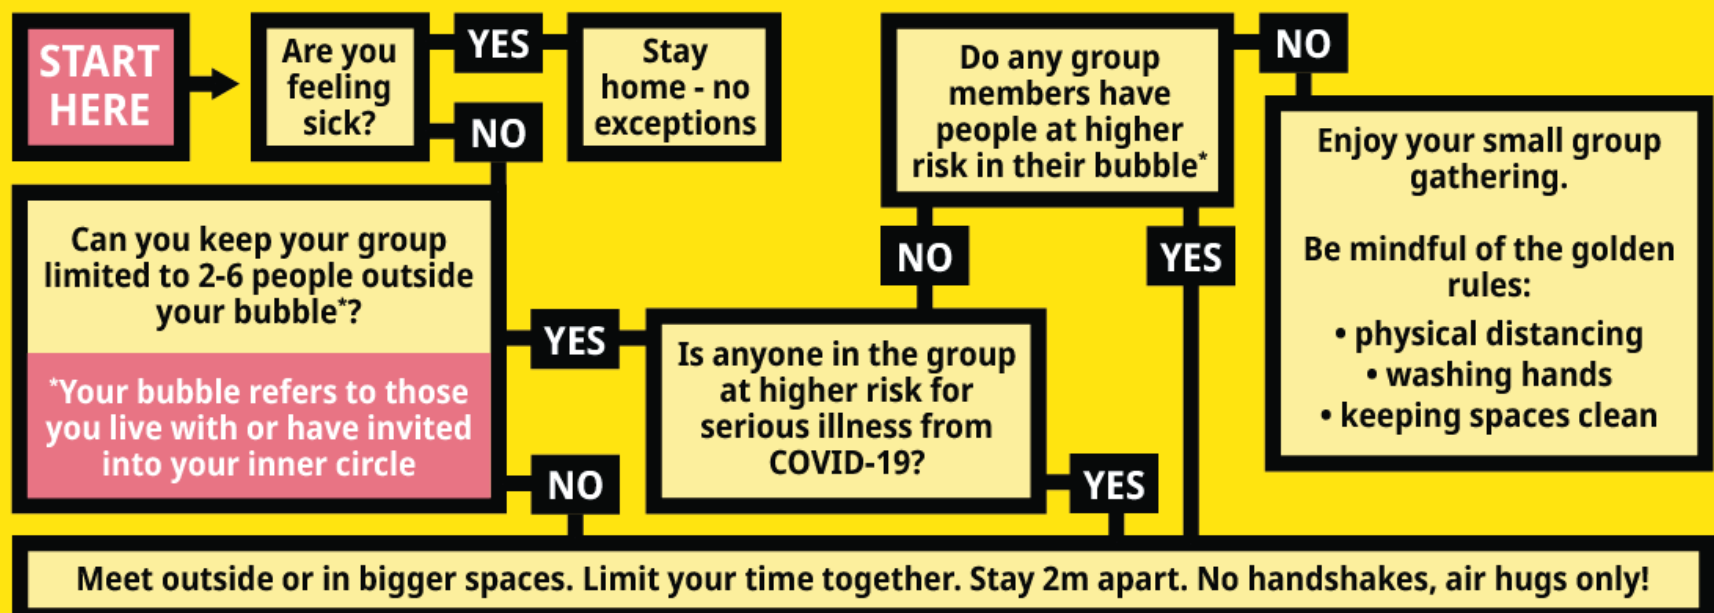 START
HERE
Are you
feeling
sick?
YES
NO
Stay
home - no
exceptions
Can you keep your group
limited to 2-6 people outside
your bubble*?
*Your bubble refers to those
you live with or have invited
into your inner circle
YES
NO
Is anyone in the group
at higher risk for
serious illness from
COVID-19?
NO
YES
Do any group
members have
people at higher
risk in their bubble*
NO
YES
Enjoy your small group
gathering.
Be mindful of the golden
rules:
• physical distancing
• washing hands
• keeping spaces clean
Meet outside or in bigger spaces. Limit your time together. Stay 2m apart. No handshakes, air hugs only!